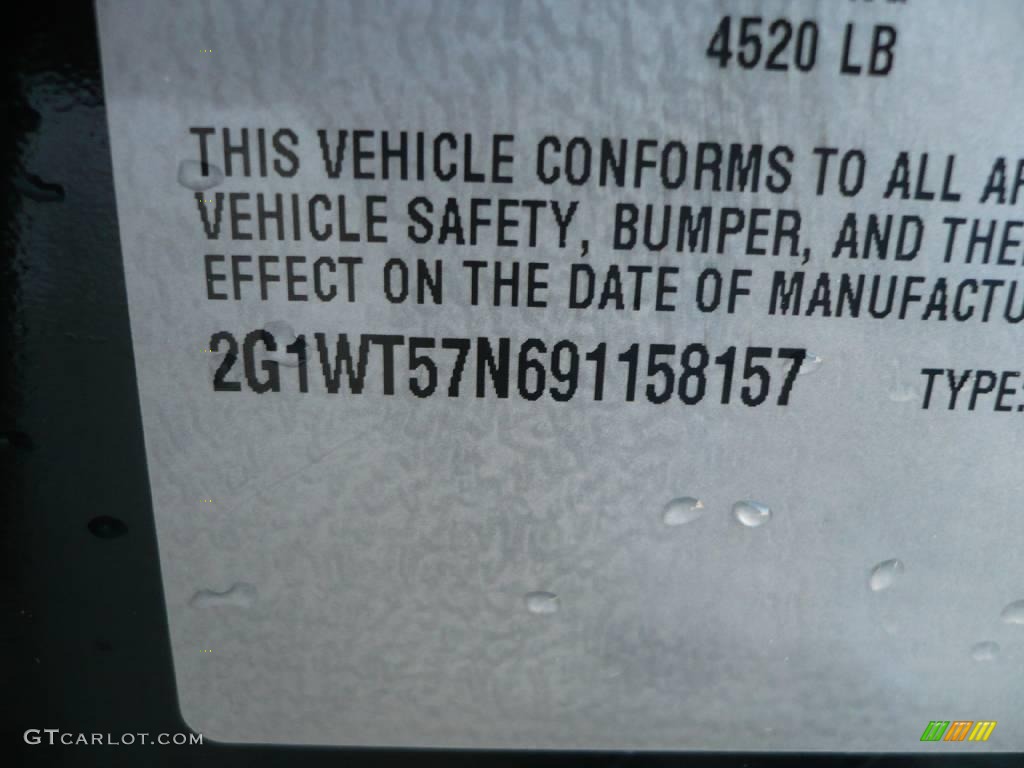 4520 LB
THIS VEHICLE CONFORMS TO ALL
VEHICLE SAFETY, BUMPER, AND
EFFECT ON THE DATE OF
2G1WT57N691158157 TYPE:
GTCARLOT.COM